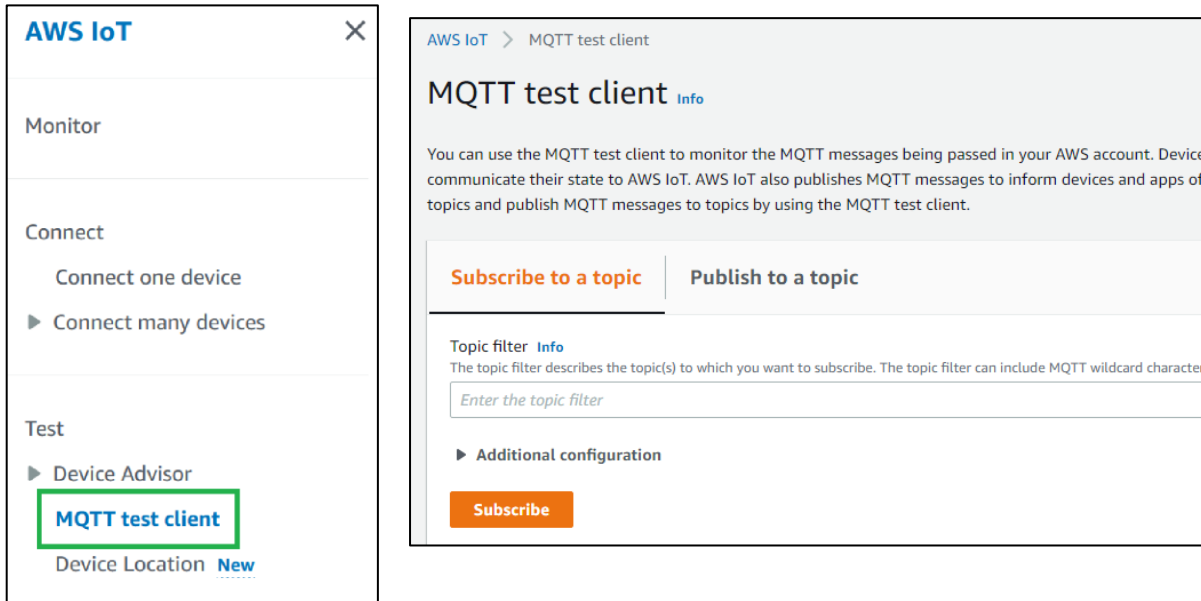 AWS IoT
Monitor
Connect
Connect one device
Connect many devices
Test
Device Advisor
MQTT test client
Device Location New
AWS IoT > MQTT test client
MQTT test client Info
You can use the MQTT test client to monitor the MQTT messages being passed in your AWS account. Device
communicate their state to AWS IoT. AWS IoT also publishes MQTT messages to inform devices and apps of
topics and publish MQTT messages to topics by using the MQTT test client.
Subscribe to a topic
Publish to a topic
Topic filter Info
The topic filter describes the topic(s) to which you want to subscribe. The topic filter can include MQTT wildcard character
Enter the topic filter
Additional configuration
Subscribe